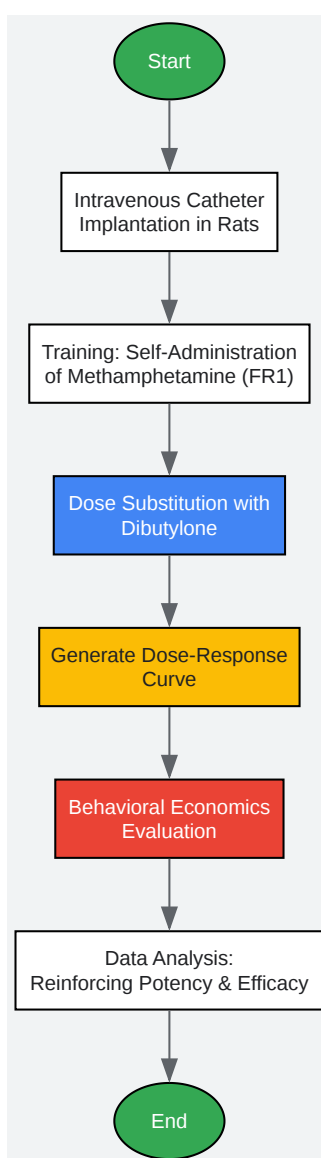 Start
Intravenous Catheter
Implantation in Rats
Training: Self-Administration
of Methamphetamine (FR1)
Dose Substitution with
Dibutylone
Generate Dose-Response
Curve
Behavioral Economics
Evaluation
Data Analysis:
Reinforcing Potency & Efficacy
End